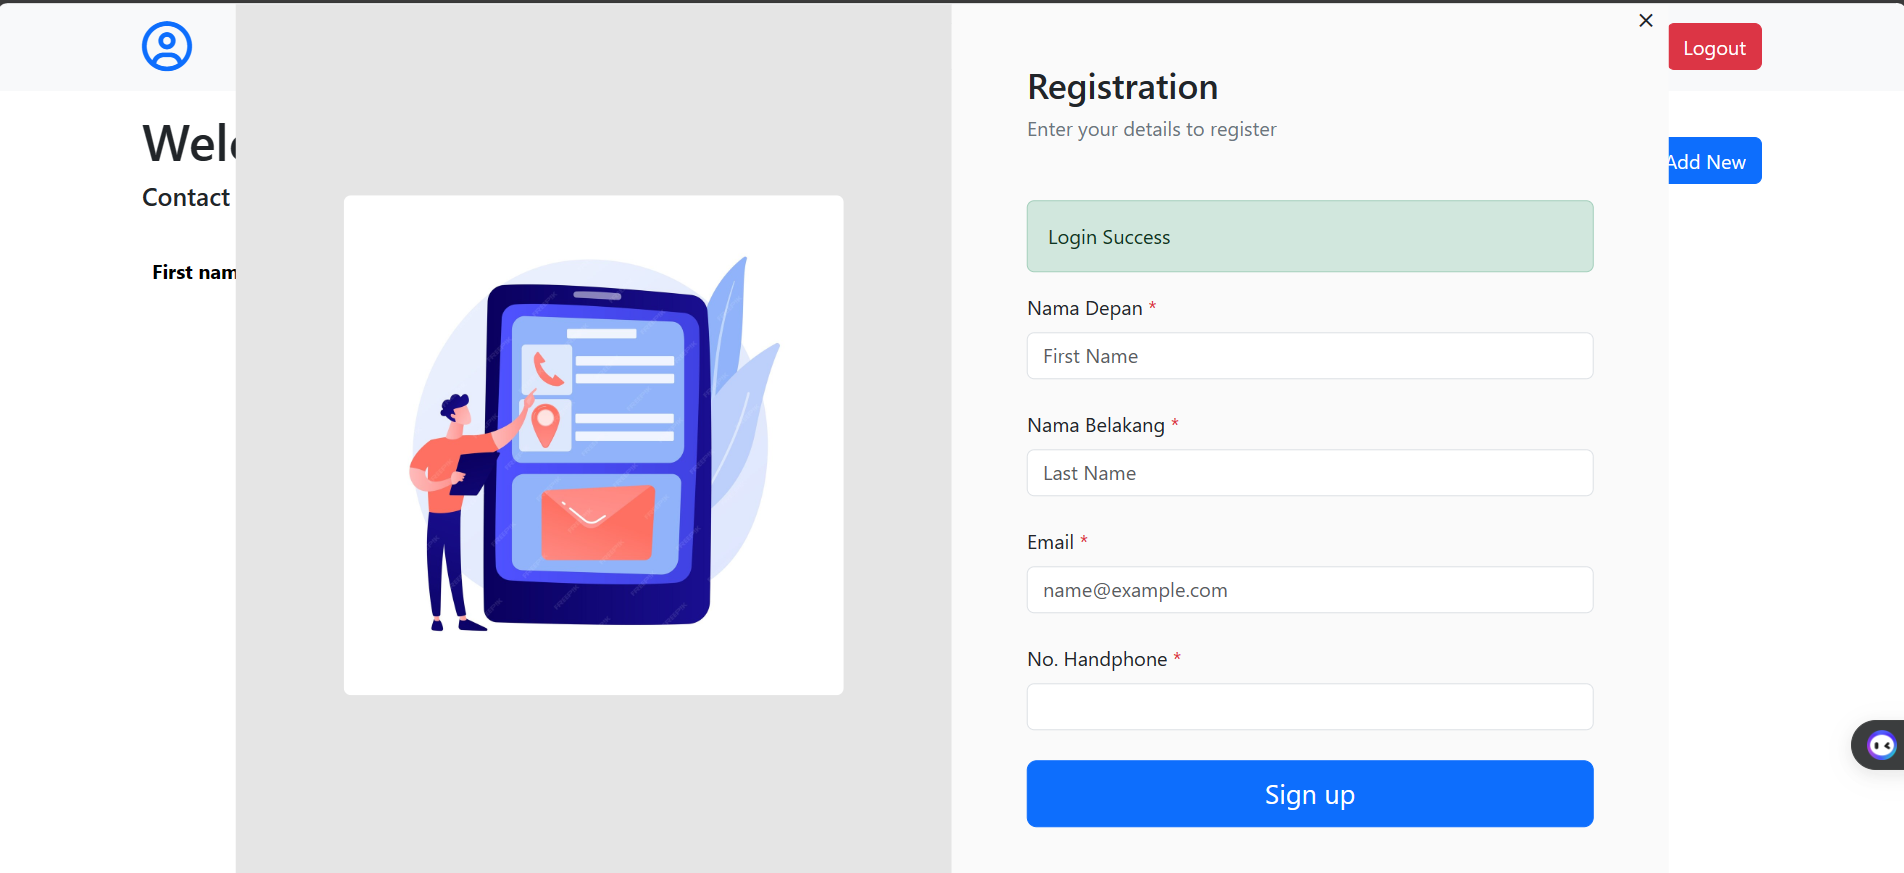 Logout
Welc
Contact
Add New
First nam
Registration
Enter your details to register
Login Success
Nama Depan *
First Name
Nama Belakang *
Last Name
Email *
name@example.com
No. Handphone *
Sign up